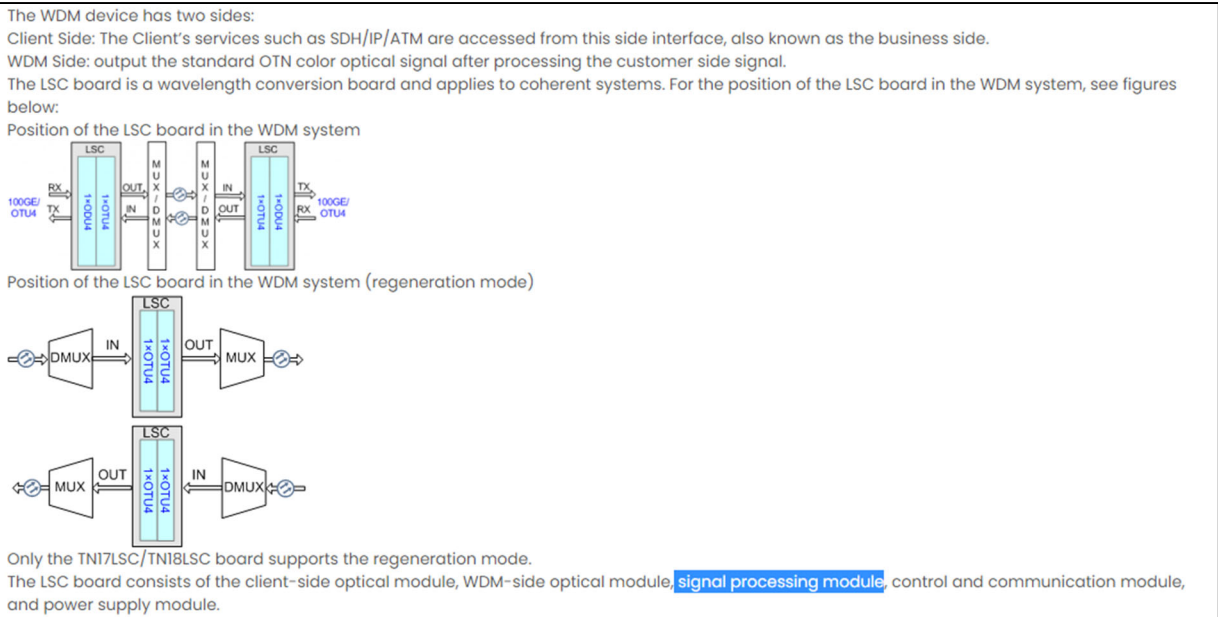 The WDM device has two sides:
Client Side: The Client's services such as SDH/IP/ATM are accessed from this side interface, also known as the business side.
WDM Side: output the standard OTN color optical signal after processing the customer side signal.
The LSC board is a wavelength conversion board and applies to coherent systems. For the position of the LSC board in the WDM system, see figures
below:
Position of the LSC board in the WDM system
LSC
LSC
100GE/
OTU4
RX
TX
1×ODU4
1×OTU4
OUT
IN
MUX/DMUX
MUX/DMUX
IN
OUT
1×OTU4
1×ODU4
TX
RX
100GE/
OTU4
Position of the LSC board in the WDM system (regeneration mode)
LSC
DMUX
IN
1×OTU4
1×OTU4
OUT
MUX
LSC
MUX
OUT
1×OTU4
1×OTU4
IN
DMUX
Only the TN17LSC/TN18LSC board supports the regeneration mode.
The LSC board consists of the client-side optical module, WDM-side optical module, signal processing module, control and communication module,
and power supply module.